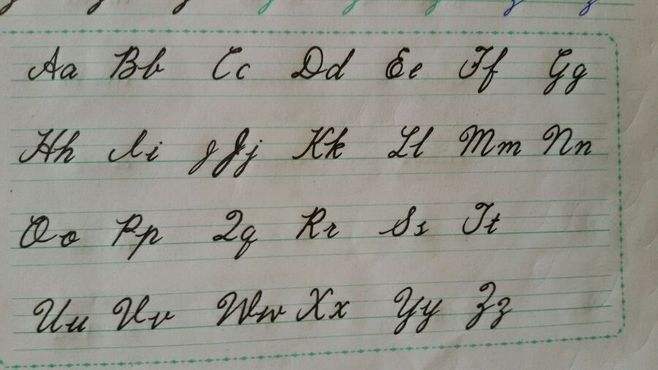 Aa Bb Cc Dd Ee Ff Gg
Hh Ii J Jj Kk Ll Mm Nn
Oo Pp Qq Rr Ss Tt
Uu Vv Ww Xx Yy Zz